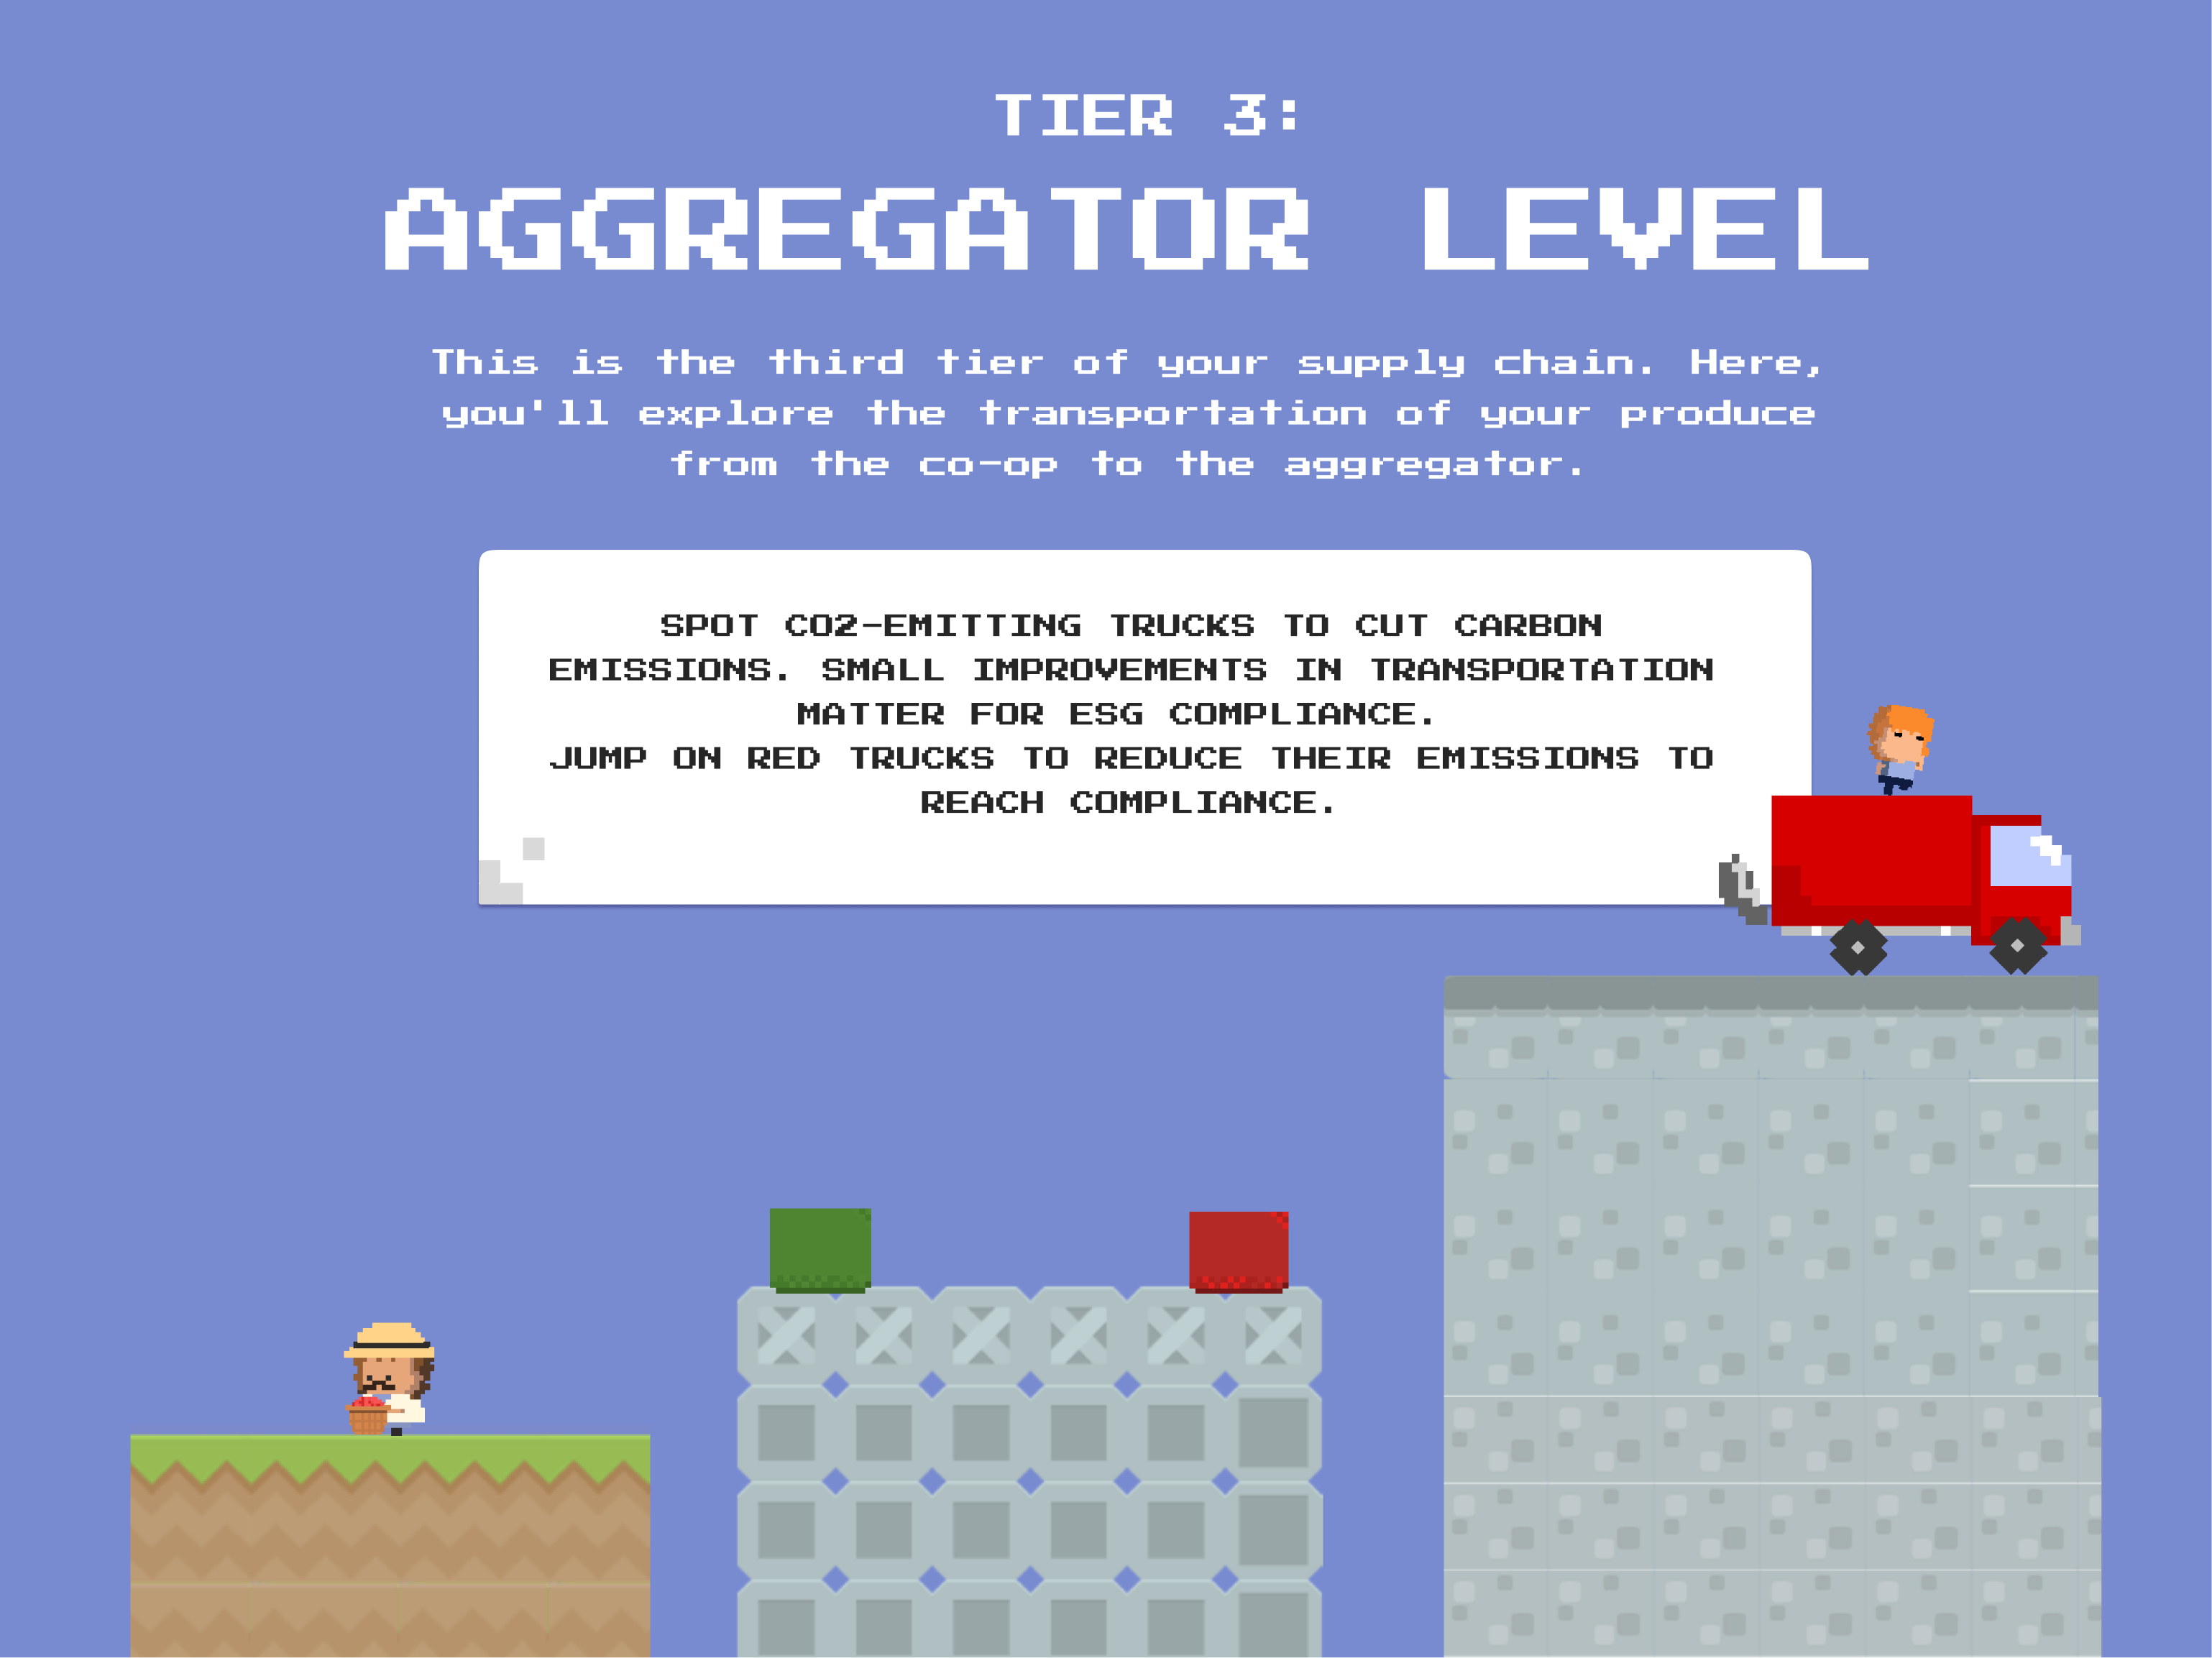 TIER 3:
AGGREGATOR LEVEL
This is the third tier of your supply chain. Here,
you'll explore the transportation of your produce
from the co-op to the aggregator.
SPOT CO2-EMITTING TRUCKS TO CUT CARBON
EMISSIONS. SMALL IMPROVEMENTS IN TRANSPORTATION
MATTER FOR ESG COMPLIANCE.
JUMP ON RED TRUCKS TO REDUCE THEIR EMISSIONS TO
REACH COMPLIANCE.